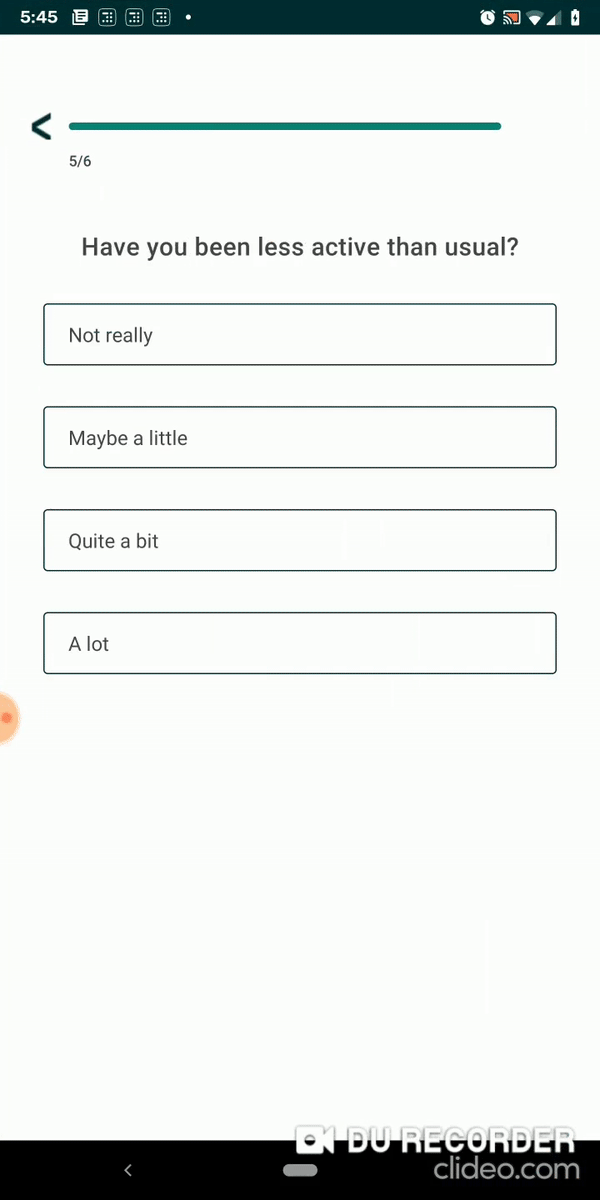 5:45
<
5/6
Have you been less active than usual?
Not really
Maybe a little
Quite a bit
A lot
DU RECORDER
clideo.com